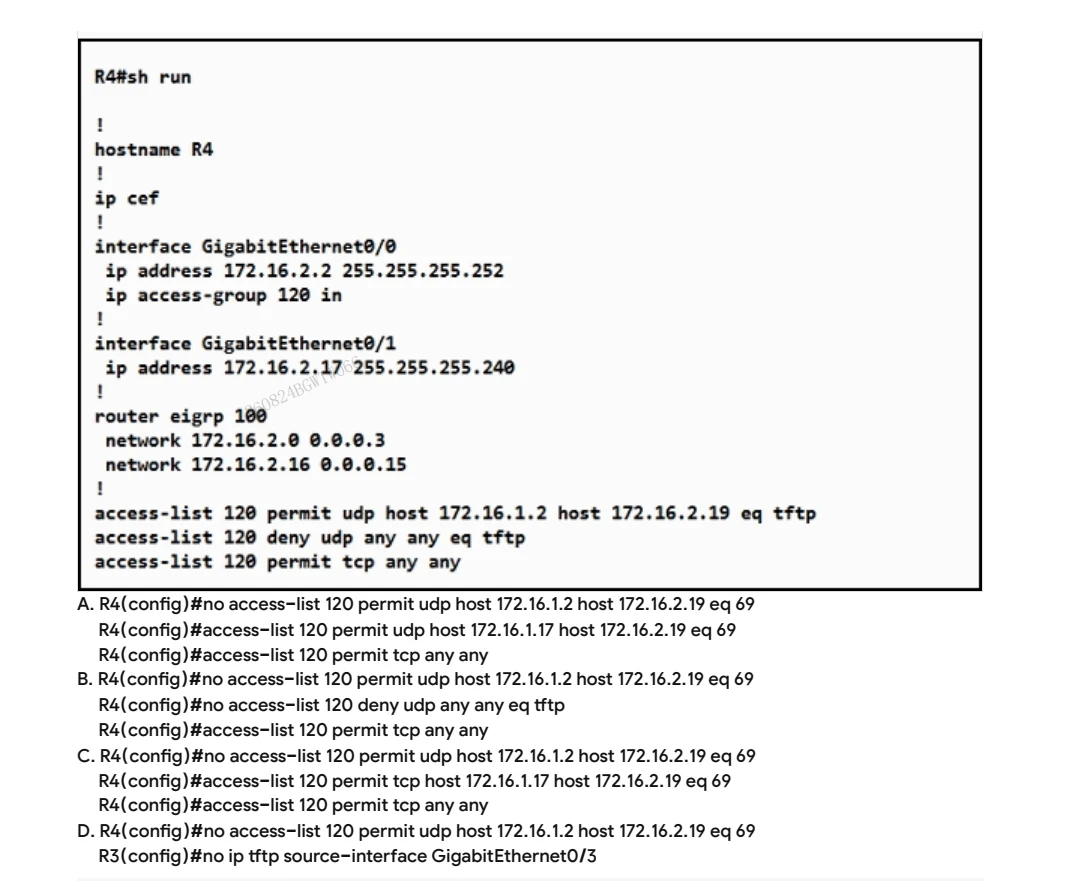 R4#sh run
!
hostname R4
!
ip cef
!
interface GigabitEthernet0/0
ip address 172.16.2.2 255.255.255.252
ip access-group 120 in
!
interface GigabitEthernet0/1
ip address 172.16.2.17 255.255.255.240
!
router eigrp 100
network 172.16.2.0 0.0.0.3
network 172.16.2.16 0.0.0.15
!
access-list 120 permit udp host 172.16.1.2 host 172.16.2.19 eq tftp
access-list 120 deny udp any any eq tftp
access-list 120 permit tcp any any
A. R4(config)#no access-list 120 permit udp host 172.16.1.2 host 172.16.2.19 eq 69
R4(config)#access-list 120 permit udp host 172.16.1.17 host 172.16.2.19 eq 69
R4(config)#access-list 120 permit tcp any any
B. R4(config)#no access-list 120 permit udp host 172.16.1.2 host 172.16.2.19 eq 69
R4(config)#no access-list 120 deny udp any any eq tftp
R4(config)#access-list 120 permit tcp any any
C. R4(config)#no access-list 120 permit udp host 172.16.1.2 host 172.16.2.19 eq 69
R4(config)#access-list 120 permit tcp host 172.16.1.17 host 172.16.2.19 eq 69
R4(config)#access-list 120 permit tcp any any
D. R4(config)#no access-list 120 permit udp host 172.16.1.2 host 172.16.2.19 eq 69
R3(config)#no ip tftp source-interface GigabitEthernet0/3